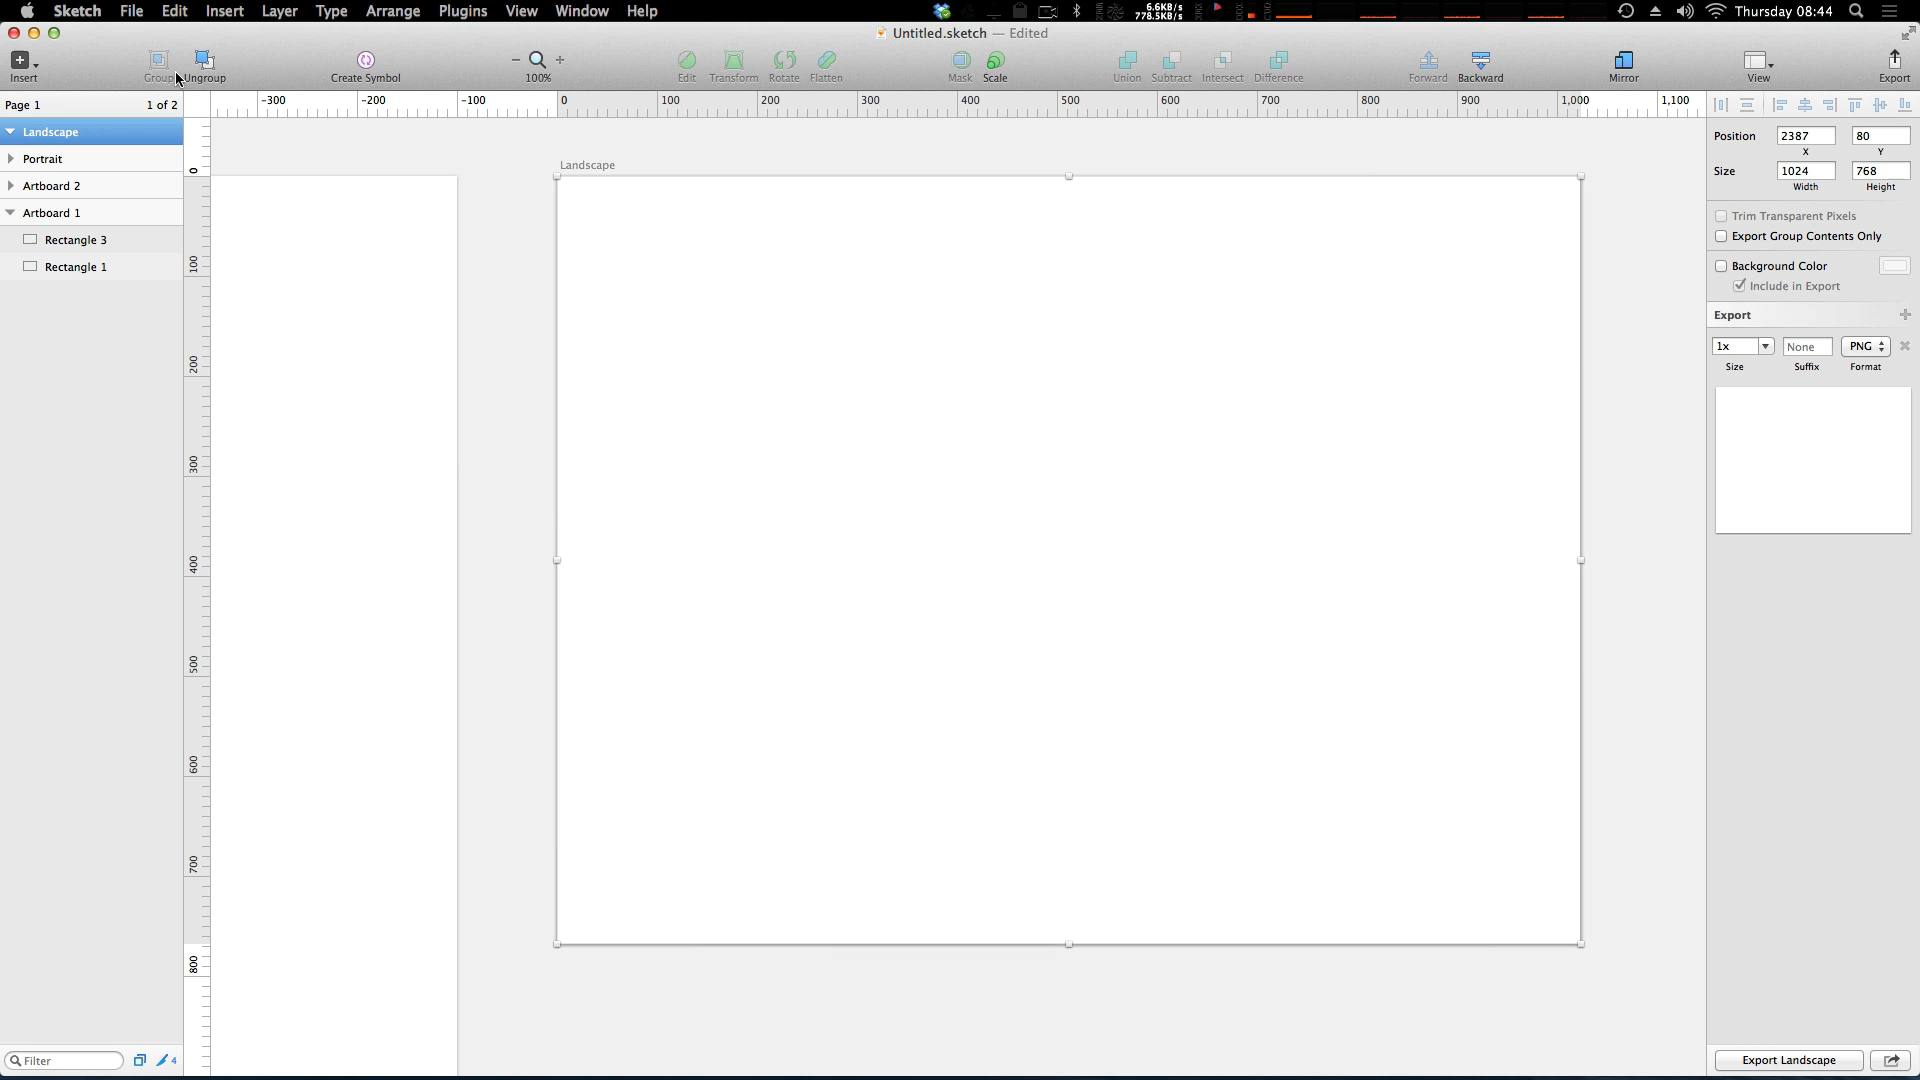 Sketch File Edit Insert Layer Type Arrange Plugins View Window Help 6.6KB/s 778.5KB/s Thursday 08:44
Untitled.sketch — Edited
Insert Group Ungroup Create Symbol 100% Edit Transform Rotate Flatten Mask Scale Union Subtract Intersect Difference Forward Backward Mirror View Export
Page 1 1 of 2
-300 -200 -100 0 100 200 300 400 500 600 700 800 900 1,000 1,100
Landscape
Portrait
Artboard 2
Artboard 1
Rectangle 3
Rectangle 1
Filter 4
0
100
200
300
400
500
600
700
800
Landscape
Position 2387 80
X Y
Size 1024 768
Width Height
Trim Transparent Pixels
Export Group Contents Only
Background Color
Include in Export
Export
1x None PNG
Size Suffix Format
Export Landscape